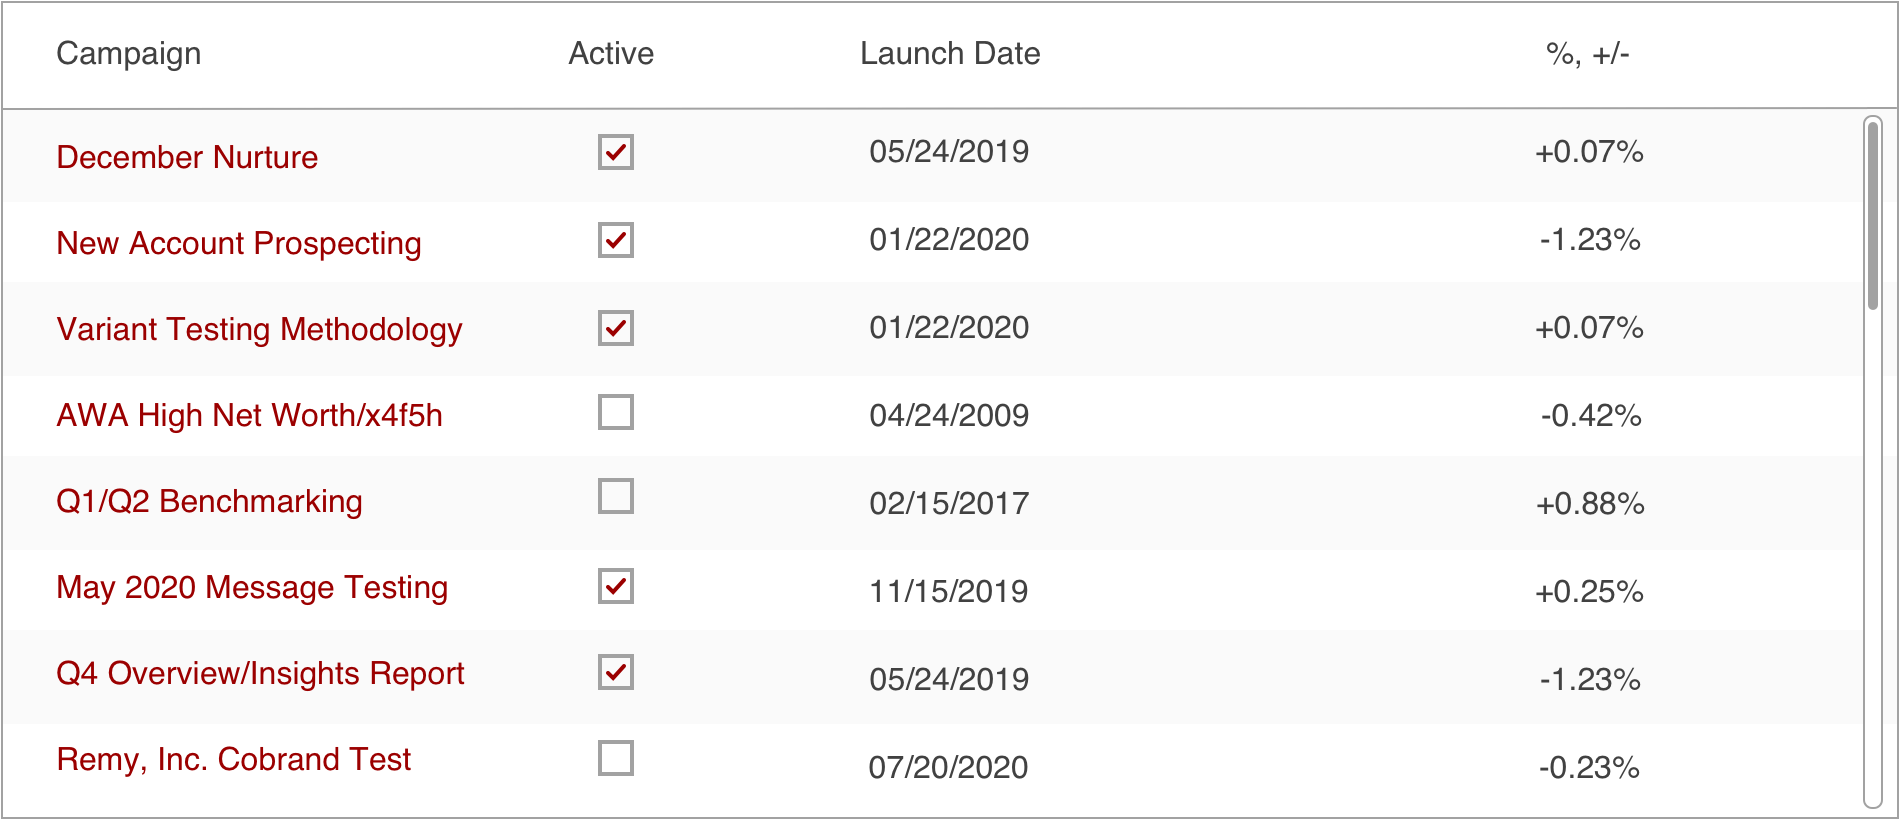 Campaign Active Launch Date %, +/-
December Nurture 05/24/2019 +0.07%
New Account Prospecting 01/22/2020 -1.23%
Variant Testing Methodology 01/22/2020 +0.07%
AWA High Net Worth/x4f5h 04/24/2009 -0.42%
Q1/Q2 Benchmarking 02/15/2017 +0.88%
May 2020 Message Testing 11/15/2019 +0.25%
Q4 Overview/Insights Report 05/24/2019 -1.23%
Remy, Inc. Cobrand Test 07/20/2020 -0.23%